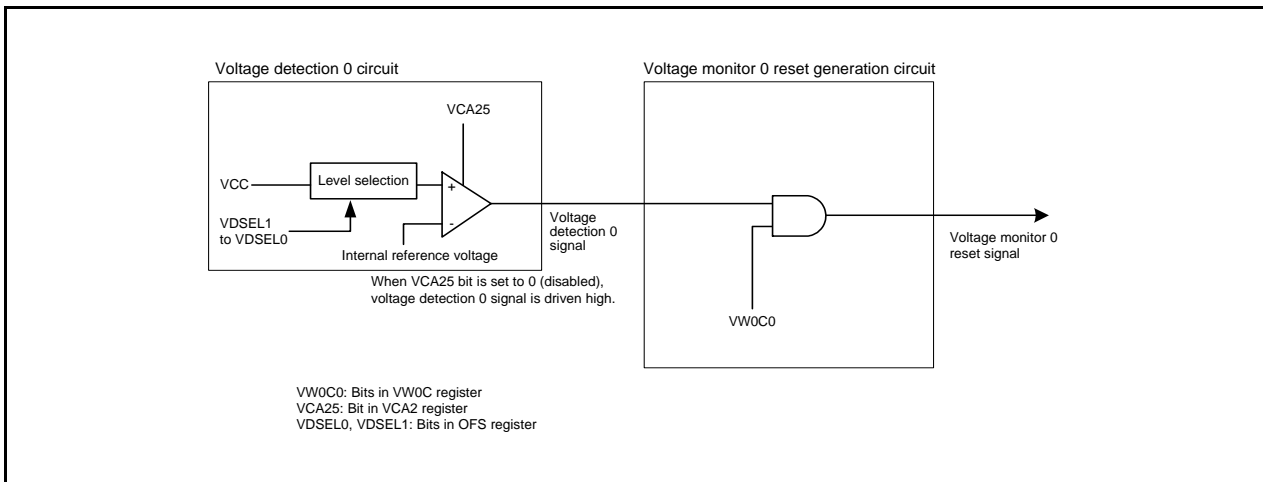 Voltage detection 0 circuit
Voltage monitor 0 reset generation circuit
VCA25
VCC
Level selection
+
-
VDSEL1
to VDSEL0
Internal reference voltage
Voltage
detection 0
signal
When VCA25 bit is set to 0 (disabled),
voltage detection 0 signal is driven high.
VW0C0
Voltage monitor 0
reset signal
VW0C0: Bits in VW0C register
VCA25: Bit in VCA2 register
VDSEL0, VDSEL1: Bits in OFS register